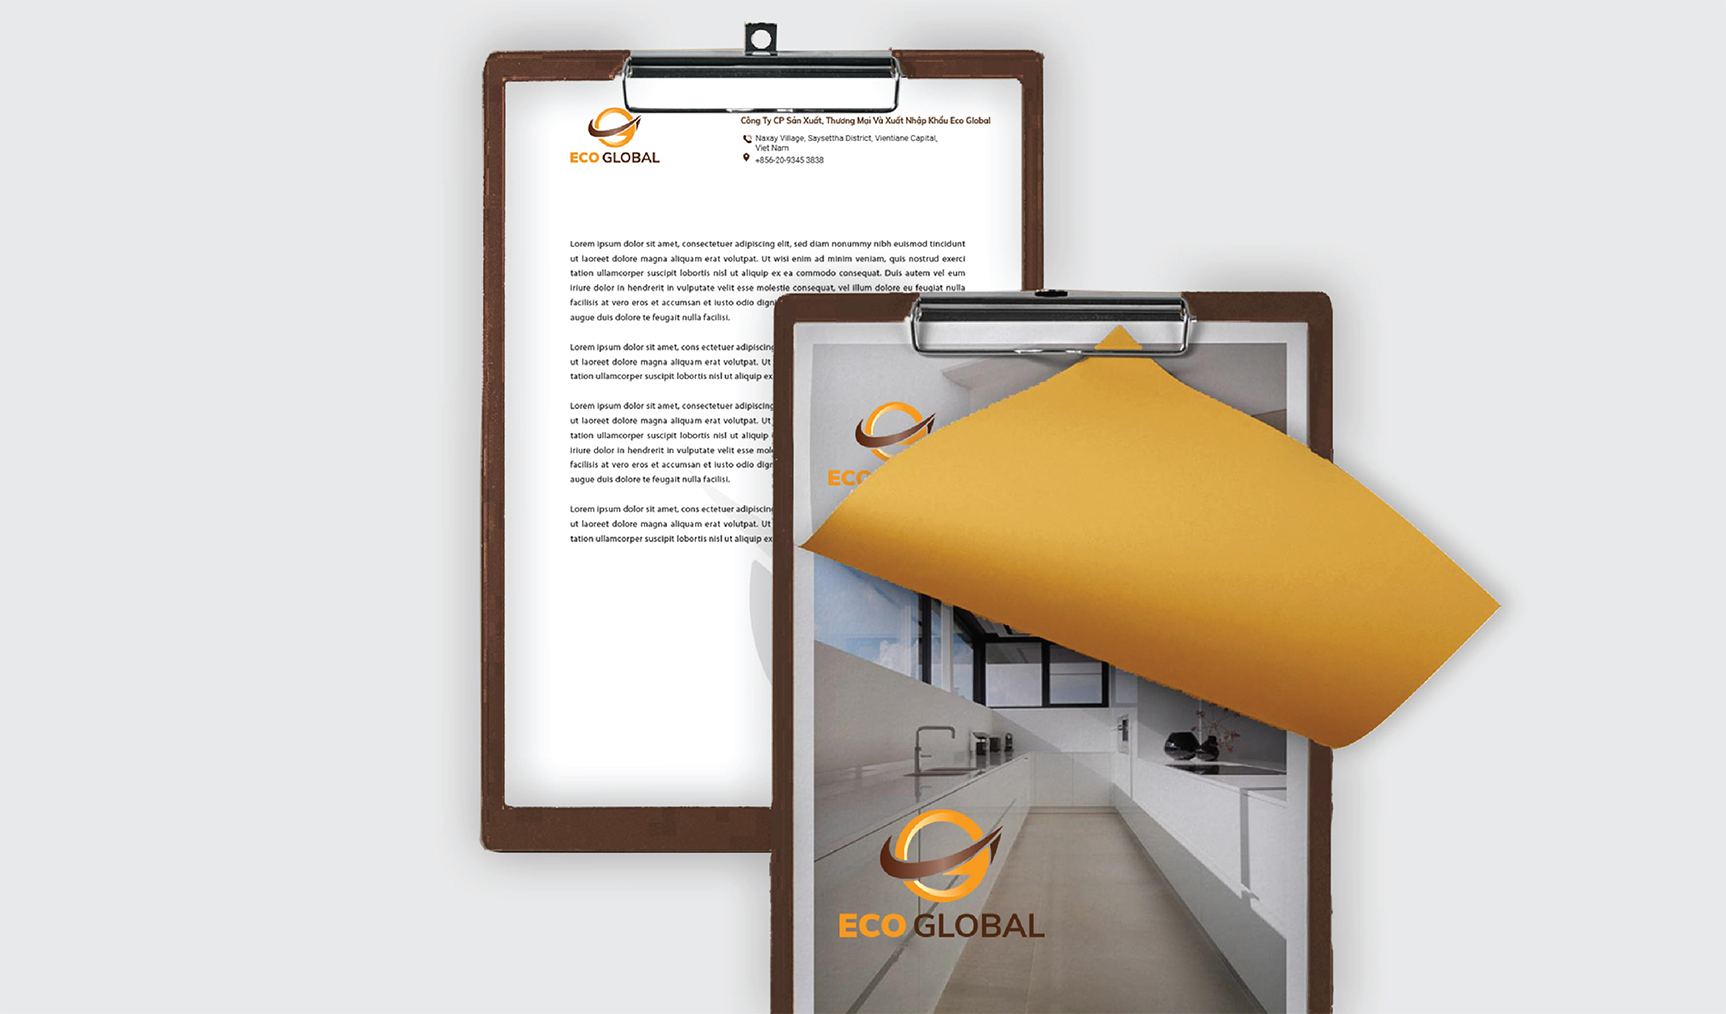 ECO GLOBAL
Công Ty CP Sản Xuất, Thương Mại Và Xuất Nhập Khẩu Eco Global
Naxay Village, Saysettha District, Vientiane Capital,
Viet Nam
+856-20-9345 3838
Lorem ipsum dolor sit amet, consectetuer adipiscing elit, sed diam nonummy nibh euismod tincidunt
ut laoreet dolore magna aliquam erat volutpat. Ut wisi enim ad minim veniam, quis nostrud exerci
tation ullamcorper suscipit lobortis nisl ut aliquip ex ea commodo consequat. Duis autem vel eum
iriure dolor in hendrerit in vulputate velit esse molestie consequat, vel illum dolore eu feugiat nulla
facilisis at vero eros et accumsan et iusto odio digni
augue duis dolore te feugait nulla facilisi.
Lorem ipsum dolor sit amet, cons ectetuer adipiscing
ut laoreet dolore magna aliquam erat volutpat. Ut
tation ullamcorper suscipit lobortis nisl ut aliquip ex
Lorem ipsum dolor sit amet, consectetuer adipiscing
ut laoreet dolore magna aliquam erat volutpat. Ut
tation ullamcorper suscipit lobortis nisl ut aliquip
iriure dolor in hendrerit in vulputate velit esse mol
facilisis at vero eros et accumsan et iusto odio dign
augue duis dolore te feugait nulla facilisi.
Lorem ipsum dolor sit amet, cons ectetuer adipiscing
ut laoreet dolore magna aliquam erat volutpat. Ut
tation ullamcorper suscipit lobortis nisl ut aliquip ex
ECO
ECO GLOBAL